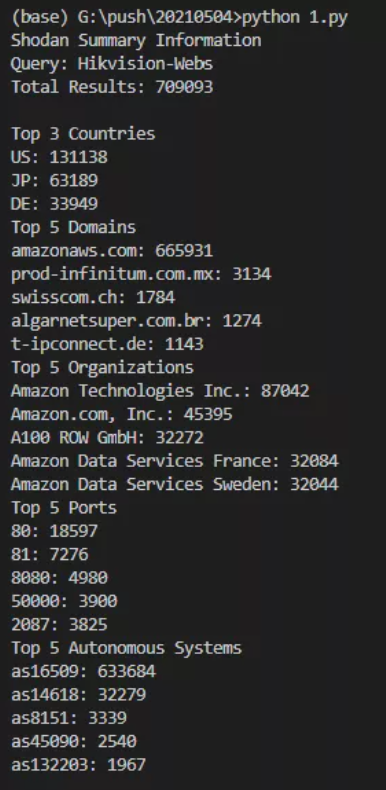 (base) G:\push\20210504>python 1.py
Shodan Summary Information
Query: Hikvision-Webs
Total Results: 709093
Top 3 Countries
US: 131138
JP: 63189
DE: 33949
Top 5 Domains
amazonaws.com: 665931
prod-infinitum.com.mx: 3134
swisscom.ch: 1784
algarnetsuper.com.br: 1274
t-ipconnect.de: 1143
Top 5 Organizations
Amazon Technologies Inc.: 87042
Amazon.com, Inc.: 45395
A100 ROW GmbH: 32272
Amazon Data Services France: 32084
Amazon Data Services Sweden: 32044
Top 5 Ports
80: 18597
81: 7276
8080: 4980
50000: 3900
2087: 3825
Top 5 Autonomous Systems
as16509: 633684
as14618: 32279
as8151: 3339
as45090: 2540
as132203: 1967